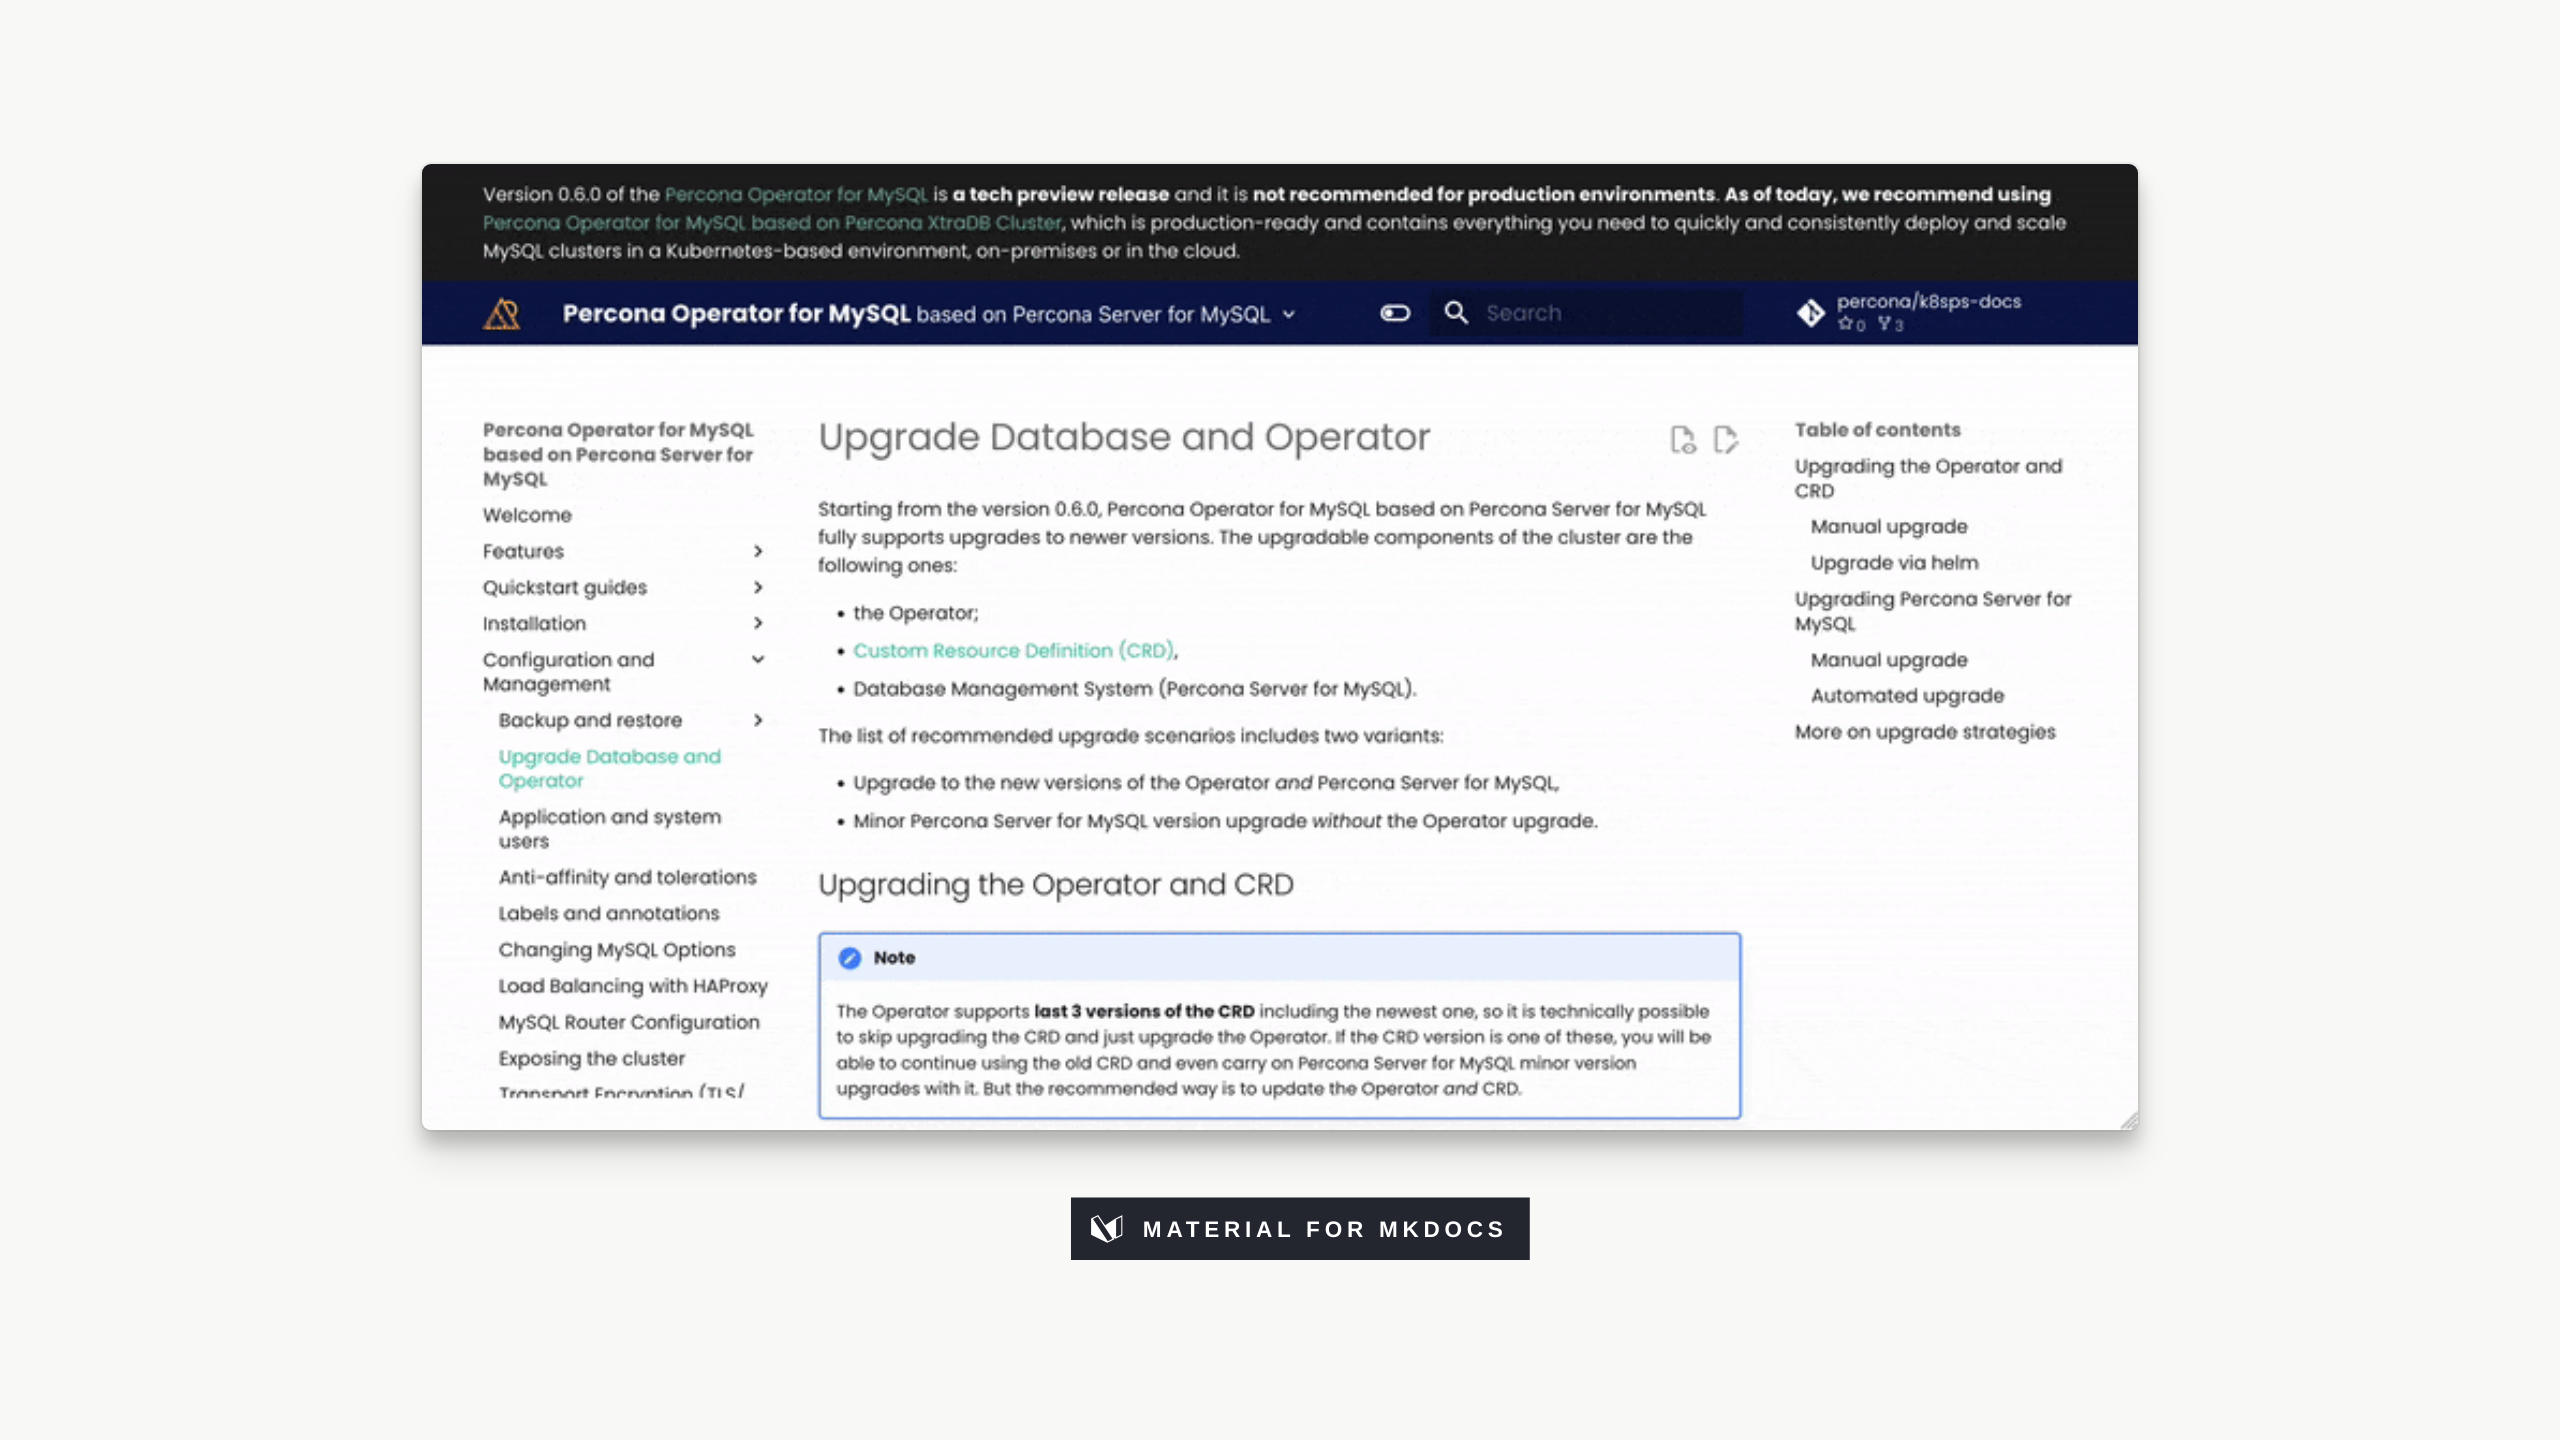 Version 0.6.0 of the Percona Operator for MySQL is a tech preview release and it is not recommended for production environments. As of today, we recommend using
Percona Operator for MySQL based on Percona XtraDB Cluster, which is production-ready and contains everything you need to quickly and consistently deploy and scale
MySQL clusters in a Kubernetes-based environment, on-premises or in the cloud.
Percona Operator for MySQL based on Percona Server for MySQL
Search
percona/k8sps-docs
0 3
Percona Operator for MySQL
based on Percona Server for
MySQL
Welcome
Features
Quickstart guides
Installation
Configuration and
Management
Backup and restore
Upgrade Database and
Operator
Application and system
users
Anti-affinity and tolerations
Labels and annotations
Changing MySQL Options
Load Balancing with HAProxy
MySQL Router Configuration
Exposing the cluster
Transport Encryption (TLS/
Upgrade Database and Operator
Starting from the version 0.6.0, Percona Operator for MySQL based on Percona Server for MySQL
fully supports upgrades to newer versions. The upgradable components of the cluster are the
following ones:
• the Operator;
• Custom Resource Definition (CRD),
• Database Management System (Percona Server for MySQL).
The list of recommended upgrade scenarios includes two variants:
• Upgrade to the new versions of the Operator and Percona Server for MySQL,
• Minor Percona Server for MySQL version upgrade without the Operator upgrade.
Upgrading the Operator and CRD
Note
The Operator supports last 3 versions of the CRD including the newest one, so it is technically possible
to skip upgrading the CRD and just upgrade the Operator. If the CRD version is one of these, you will be
able to continue using the old CRD and even carry on Percona Server for MySQL minor version
upgrades with it. But the recommended way is to update the Operator and CRD.
Table of contents
Upgrading the Operator and
CRD
Manual upgrade
Upgrade via helm
Upgrading Percona Server for
MySQL
Manual upgrade
Automated upgrade
More on upgrade strategies
MATERIAL FOR MKDOCS